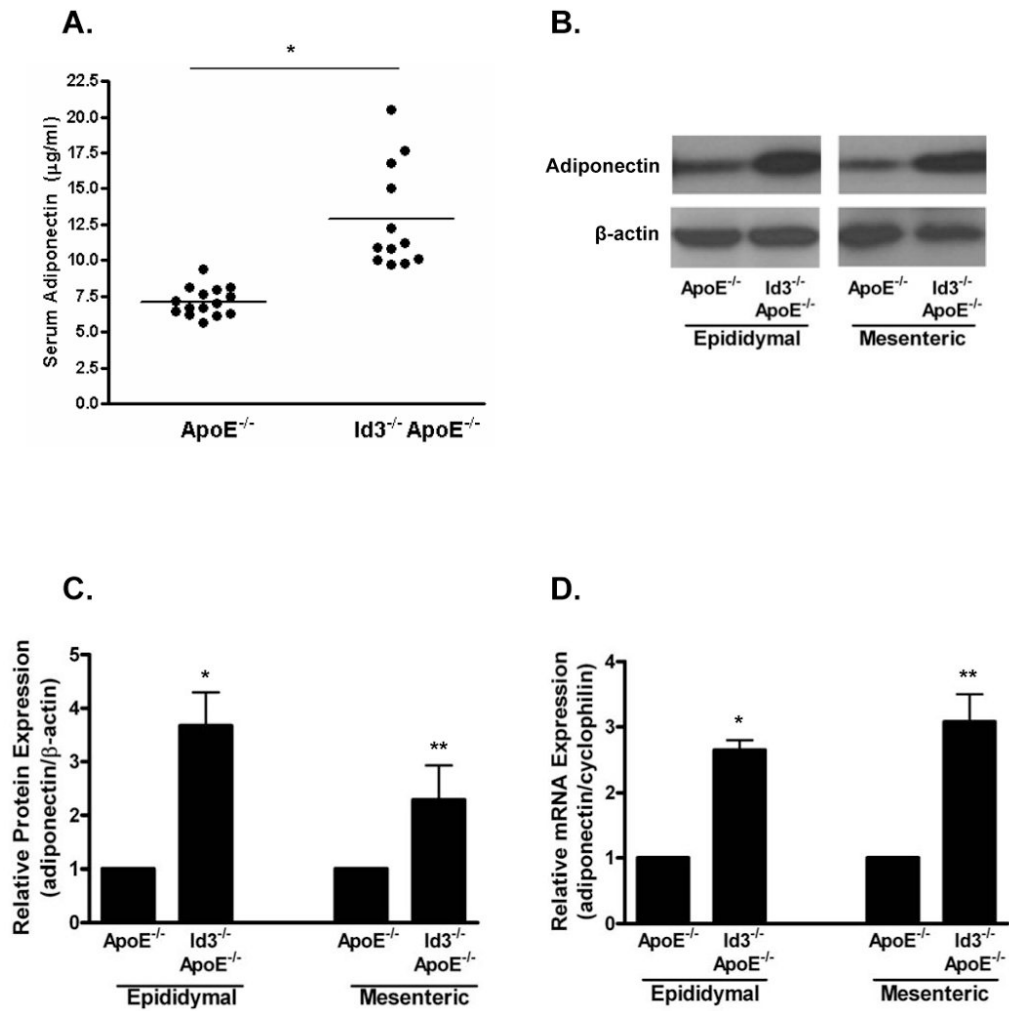 A.
*
Serum Adiponectin (µg/ml)
22.5
20.0
17.5
15.0
12.5
10.0
7.5
5.0
2.5
0.0
ApoE-/-
Id3-/- ApoE-/-
B.
Adiponectin
β-actin
ApoE-/-
Id3-/-
ApoE-/-
ApoE-/-
Id3-/-
ApoE-/-
Epididymal
Mesenteric
C.
Relative Protein Expression
(adiponectin/β-actin)
5
4
3
2
1
0
*
**
ApoE-/-
Id3-/-
ApoE-/-
ApoE-/-
Id3-/-
ApoE-/-
Epididymal
Mesenteric
D.
Relative mRNA Expression
(adiponectin/cyclophilin)
4
3
2
1
0
*
**
ApoE-/-
Id3-/-
ApoE-/-
ApoE-/-
Id3-/-
ApoE-/-
Epididymal
Mesenteric